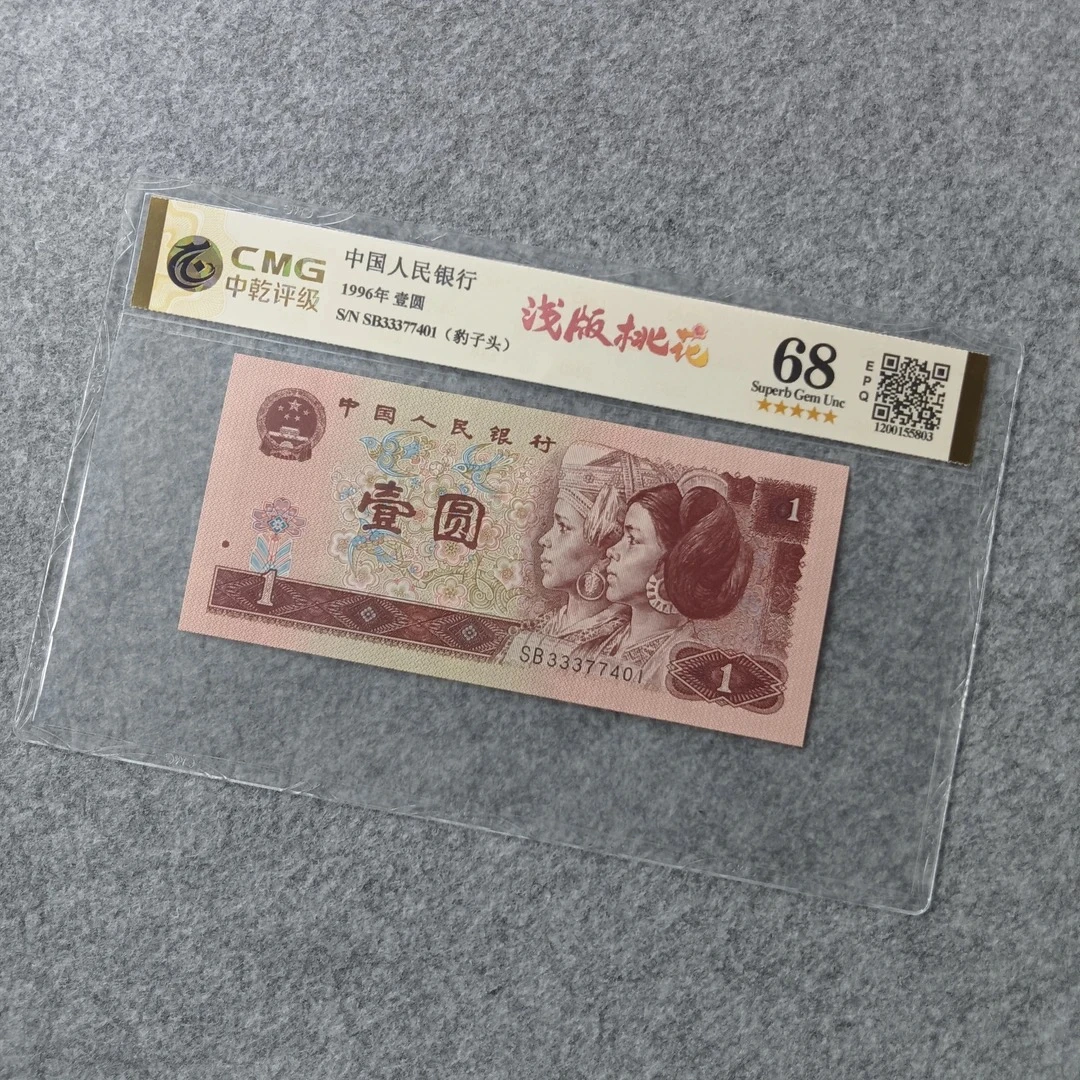 CMG
中乾评级
中国人民银行
1996年 壹圆
S/N SB33377401（豹子头）
浅版桃花
68
Superb Gem Unc
EPQ
1200155803
中国人民银行
壹圆
1
1
SB33377401
1